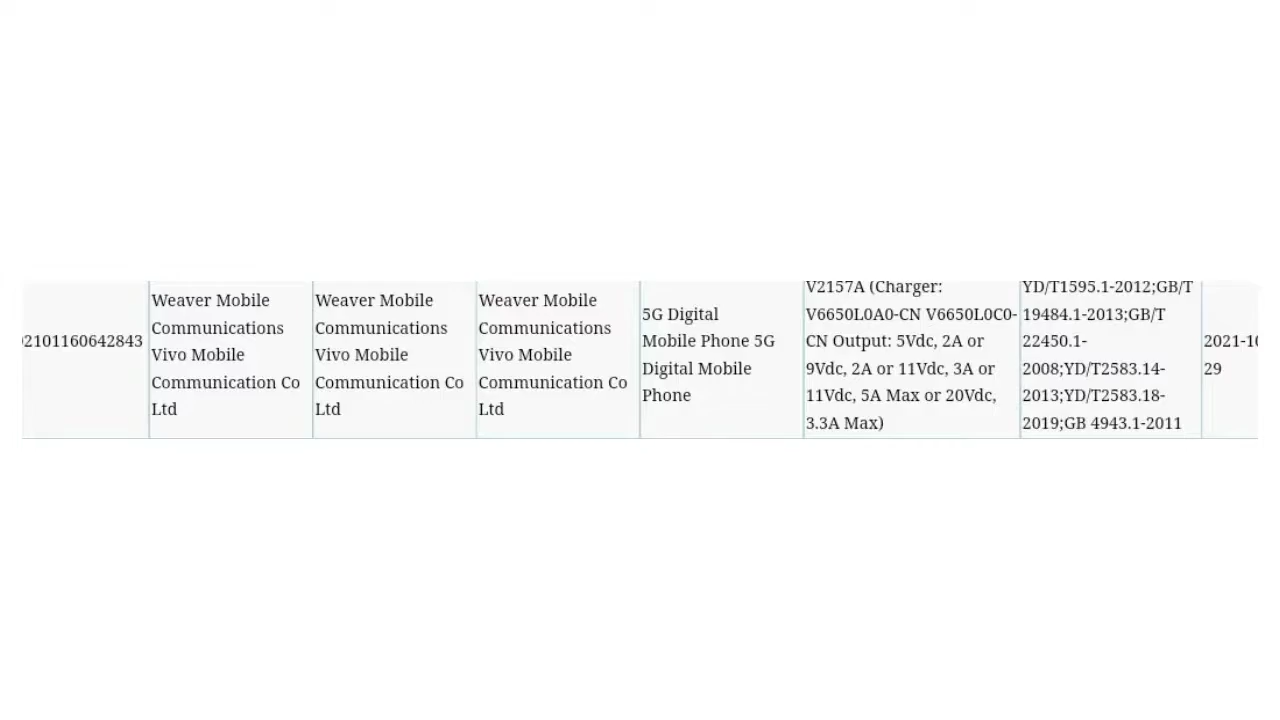 02101160642843
Weaver Mobile
Communications
Vivo Mobile
Communication Co
Ltd
Weaver Mobile
Communications
Vivo Mobile
Communication Co
Ltd
Weaver Mobile
Communications
Vivo Mobile
Communication Co
Ltd
5G Digital
Mobile Phone 5G
Digital Mobile
Phone
V2157A (Charger:
V6650L0A0-CN V6650L0C0-
CN Output: 5Vdc, 2A or
9Vdc, 2A or 11Vdc, 3A or
11Vdc, 5A Max or 20Vdc,
3.3A Max)
YD/T1595.1-2012;GB/T
19484.1-2013;GB/T
22450.1-
2008;YD/T2583.14-
2013;YD/T2583.18-
2019;GB 4943.1-2011
2021-10
29